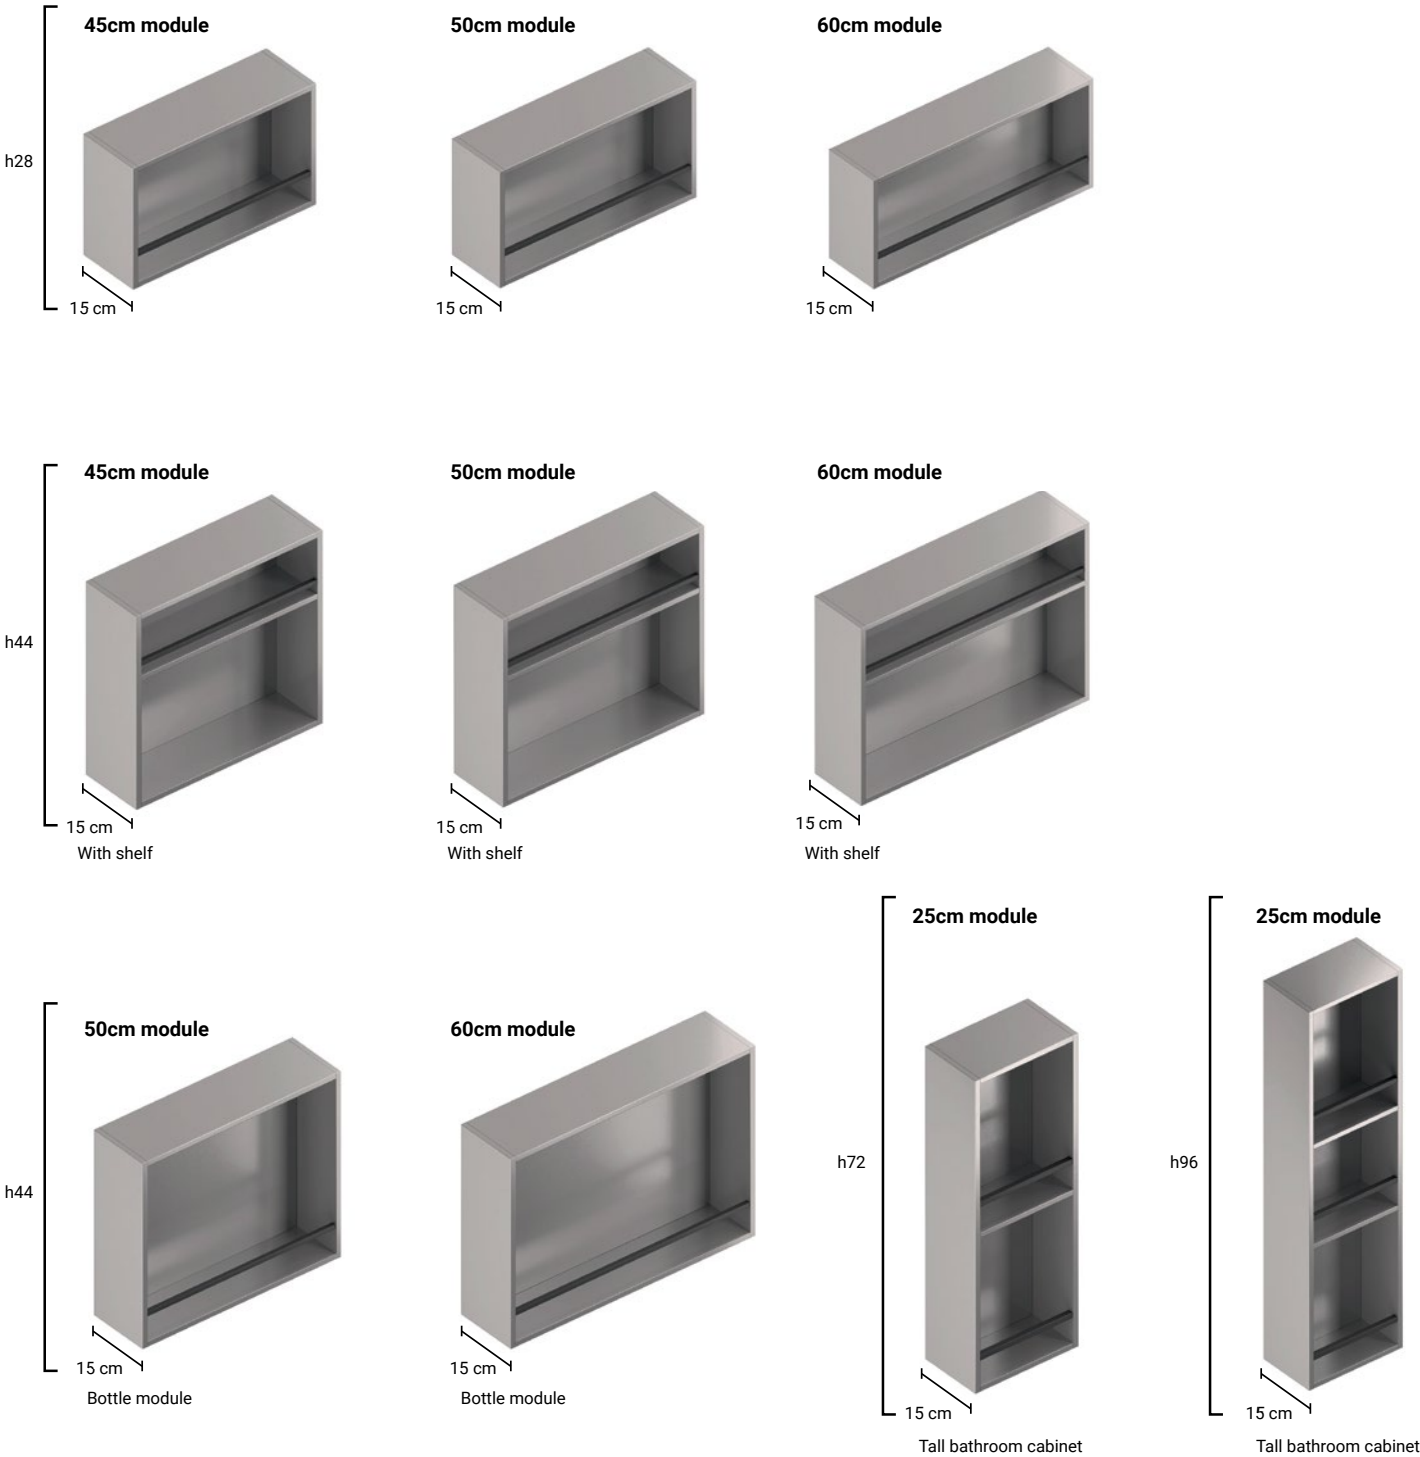 45cm module
50cm module
60cm module
h28
15 cm
15 cm
15 cm
45cm module
50cm module
60cm module
h44
15 cm
15 cm
15 cm
With shelf
With shelf
With shelf
25cm module
25cm module
50cm module
60cm module
h72
h96
h44
15 cm
15 cm
Bottle module
Bottle module
15 cm
15 cm
Tall bathroom cabinet
Tall bathroom cabinet